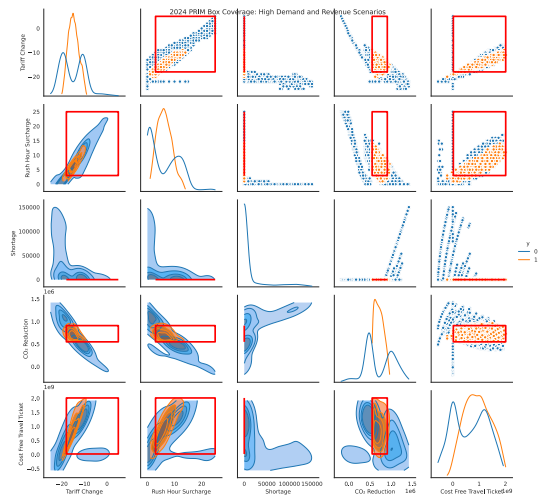 2024 PRIM Box Coverage: High Demand and Revenue Scenarios
Tariff Change
0
−10
−20
Rush Hour Surcharge
25
20
15
10
5
0
Shortage
150000
100000
50000
0
1e6
CO₂ Reduction
1.5
1.0
0.5
0.0
1e9
Cost Free Travel Ticket
2.0
1.5
1.0
0.5
0.0
−0.5
−20 −10 0
Tariff Change
0 10 20
Rush Hour Surcharge
0 50000 100000 150000
Shortage
0.0 0.5 1.0 1.5
1e6
CO₂ Reduction
0 1 2
1e9
Cost Free Travel Ticket
y
0
1